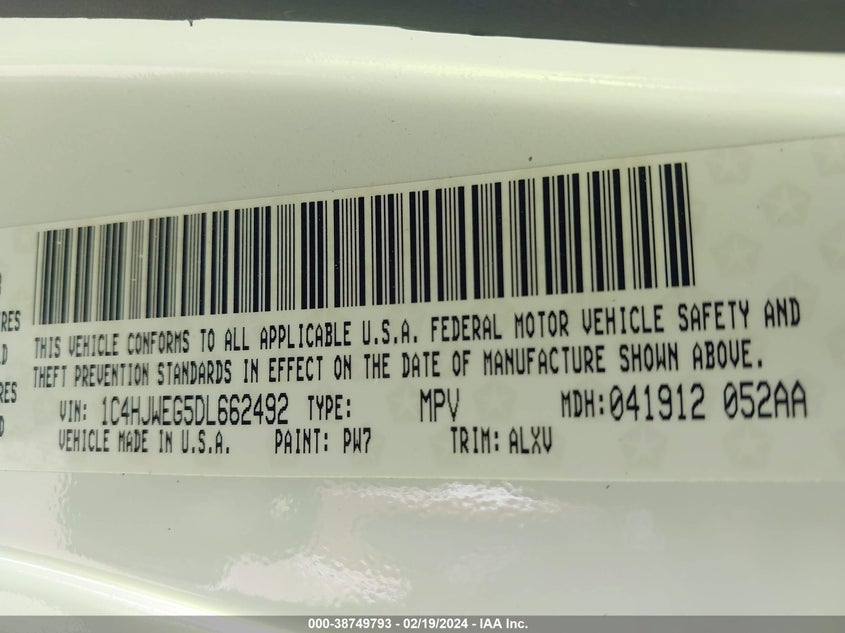 RES
THIS VEHICLE CONFORMS TO ALL APPLICABLE U.S.A. FEDERAL MOTOR VEHICLE SAFETY AND
THEFT PREVENTION STANDARDS IN EFFECT ON THE DATE OF MANUFACTURE SHOWN ABOVE.
RES
VIN: 1C4HJWEG5DL662492 TYPE: MPV MDH:041912 052AA
VEHICLE MADE IN U.S.A. PAINT: PW7 TRIM: ALXV
000-38749793 - 02/19/2024 - IAA Inc.